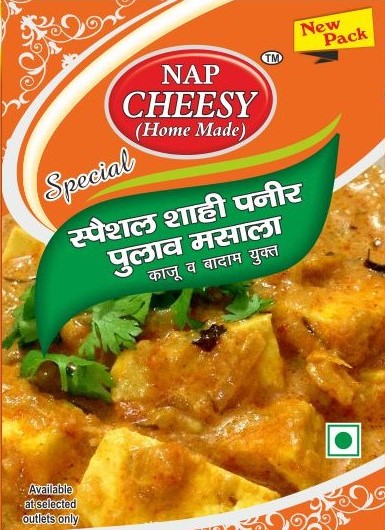 New
Pack
NAP
CHEESY
(Home Made)
TM
Special
स्पैशल शाही पनीर
पुलाव मसाला
काजू व बादाम युक्त
Available
at selected
outlets only